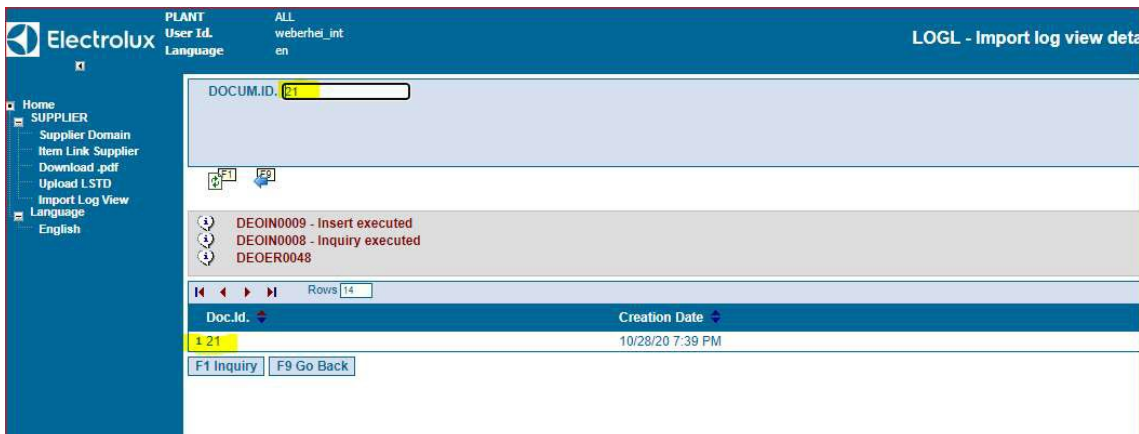 PLANT ALL
Electrolux
User Id. weberhei_int
Language en
LOGL - Import log view deta
Home
SUPPLIER
Supplier Domain
Item Link Supplier
Download .pdf
Upload LSTD
Import Log View
Language
English
DOCUM.ID. 21
F1 F9
DEOIN0009 - Insert executed
DEOIN0008 - Inquiry executed
DEOER0048
Rows 14
Doc.Id. Creation Date
1 21 10/28/20 7:39 PM
F1 Inquiry F9 Go Back